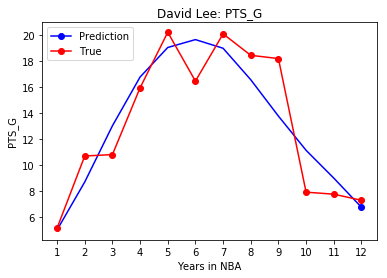 David Lee: PTS_G
Prediction
True
PTS_G
20
18
16
14
12
10
8
6
1 2 3 4 5 6 7 8 9 10 11 12
Years in NBA